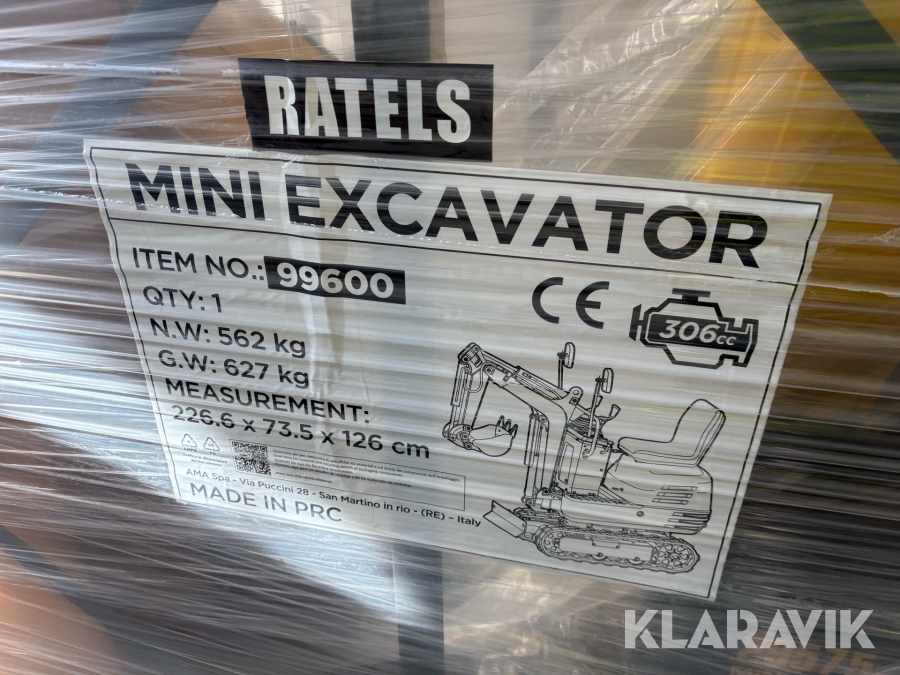 RATELS
MINI EXCAVATOR
ITEM NO.: 99600
QTY: 1
N.W: 562 kg
G.W: 627 kg
MEASUREMENT:
226.6 x 73.5 x 126 cm
CE
306cc
AMA Spa - Via Puccini 28 - San Martino in rio - (RE) - Italy
MADE IN PRC
KLARAVIK